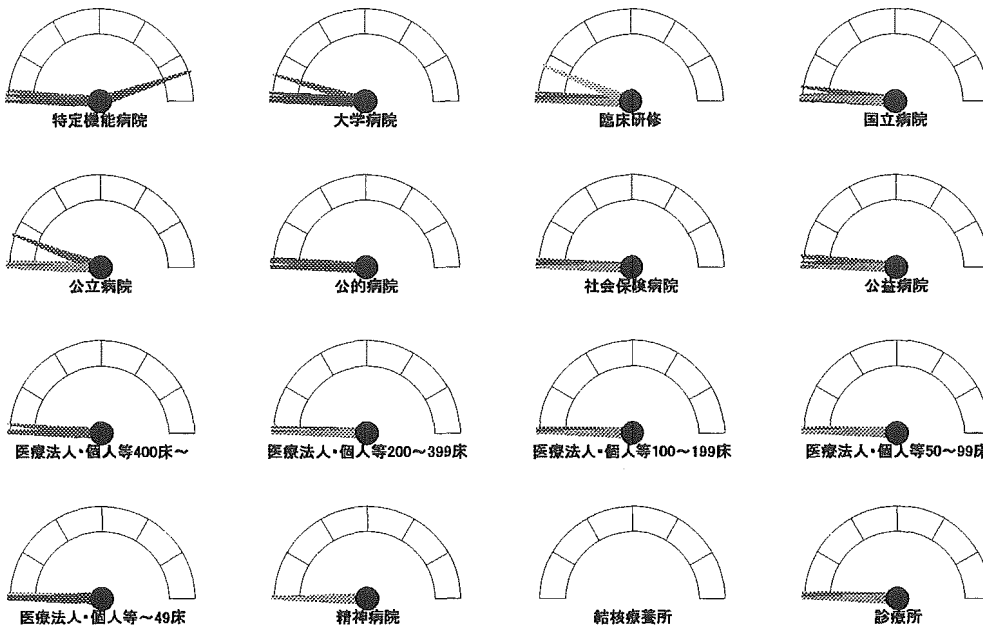 特定機能病院
大学病院
臨床研修
国立病院
公立病院
公的病院
社会保険病院
公益病院
医療法人・個人等400床～
医療法人・個人等200～399床
医療法人・個人等100～199床
医療法人・個人等50～99床
医療法人・個人等～49床
精神病院
結核療養所
診療所